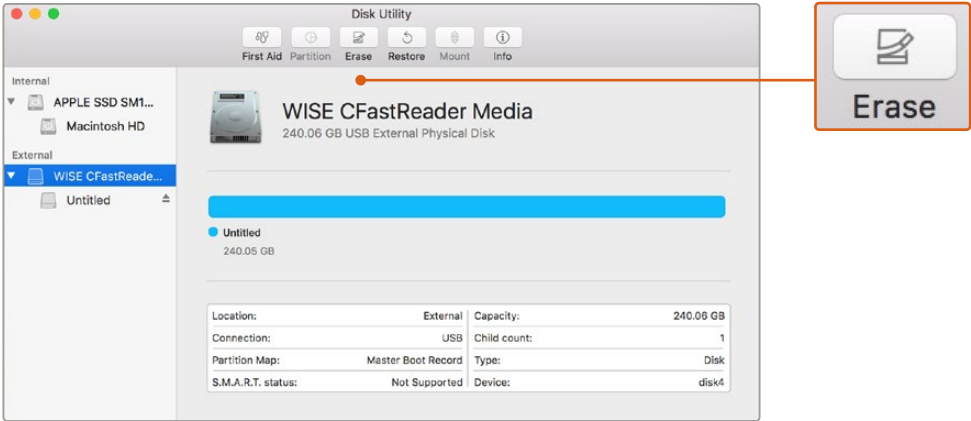 Disk Utility
First Aid Partition Erase Restore Mount Info
Erase
Internal
APPLE SSD SM1...
Macintosh HD
External
WISE CFastReade...
Untitled
WISE CFastReader Media
240.06 GB USB External Physical Disk
Untitled
240.05 GB
Location: External Capacity: 240.06 GB
Connection: USB Child count: 1
Partition Map: Master Boot Record Type: Disk
S.M.A.R.T. status: Not Supported Device: disk4